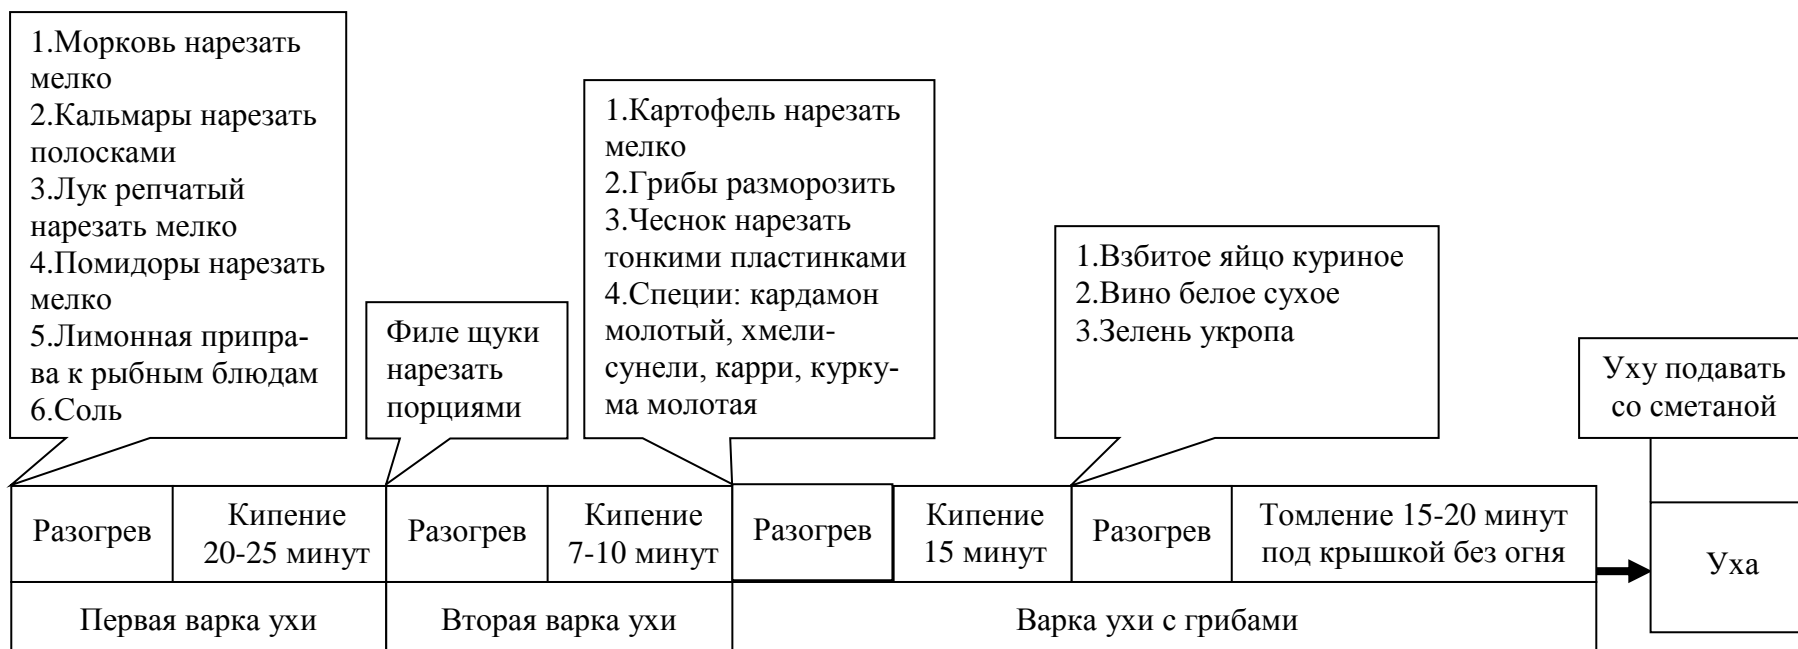 1.Морковь нарезать
мелко
2.Кальмары нарезать
полосками
3.Лук репчатый
нарезать мелко
4.Помидоры нарезать
мелко
5.Лимонная припра-
ва к рыбным блюдам
6.Соль
Филе щуки
нарезать
порциями
1.Картофель нарезать
мелко
2.Грибы разморозить
3.Чеснок нарезать
тонкими пластинками
4.Специи: кардамон
молотый, хмели-
сунели, карри, курку-
ма молотая
1.Взбитое яйцо куриное
2.Вино белое сухое
3.Зелень укропа
Уху подавать
со сметаной
Разогрев
Кипение
20-25 минут
Разогрев
Кипение
7-10 минут
Разогрев
Кипение
15 минут
Разогрев
Томление 15-20 минут
под крышкой без огня
Уха
Первая варка ухи
Вторая варка ухи
Варка ухи с грибами